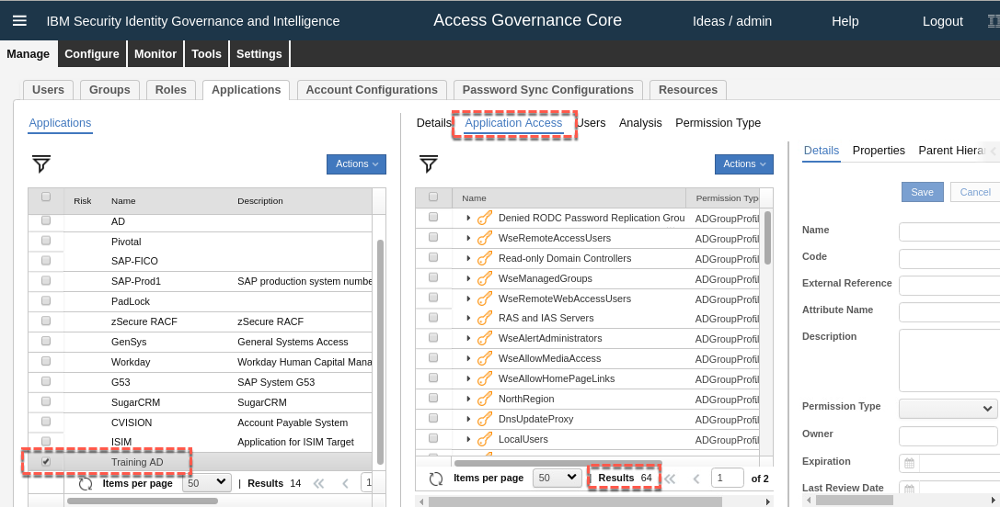 IBM Security Identity Governance and Intelligence Access Governance Core Ideas / admin Help Logout
Manage Configure Monitor Tools Settings
Users Groups Roles Applications Account Configurations Password Sync Configurations Resources
Applications
Actions
Risk Name Description
AD
Pivotal
SAP-FICO
SAP-Prod1 SAP production system numbe
PadLock
zSecure RACF zSecure RACF
GenSys General Systems Access
Workday Workday Human Capital Mana
G53 SAP System G53
SugarCRM SugarCRM
CVISION Account Payable System
ISIM Application for ISIM Target
Training AD
Items per page 50 | Results 14 1
Details Application Access Users Analysis Permission Type
Actions
Name Permission Typ
Denied RODC Password Replication Grou ADGroupProfil
WseRemoteAccessUsers ADGroupProfil
Read-only Domain Controllers ADGroupProfil
WseManagedGroups ADGroupProfil
WseRemoteWebAccessUsers ADGroupProfil
RAS and IAS Servers ADGroupProfil
WseAlertAdministrators ADGroupProfil
WseAllowMediaAccess ADGroupProfil
WseAllowHomePageLinks ADGroupProfil
NorthRegion ADGroupProfil
DnsUpdateProxy ADGroupProfil
LocalUsers ADGroupProfil
Items per page 50 | Results 64 1 of 2
Details Properties Parent Hierar
Save Cancel
Name
Code
External Reference
Attribute Name
Description
Permission Type
Owner
Expiration
Last Review Date